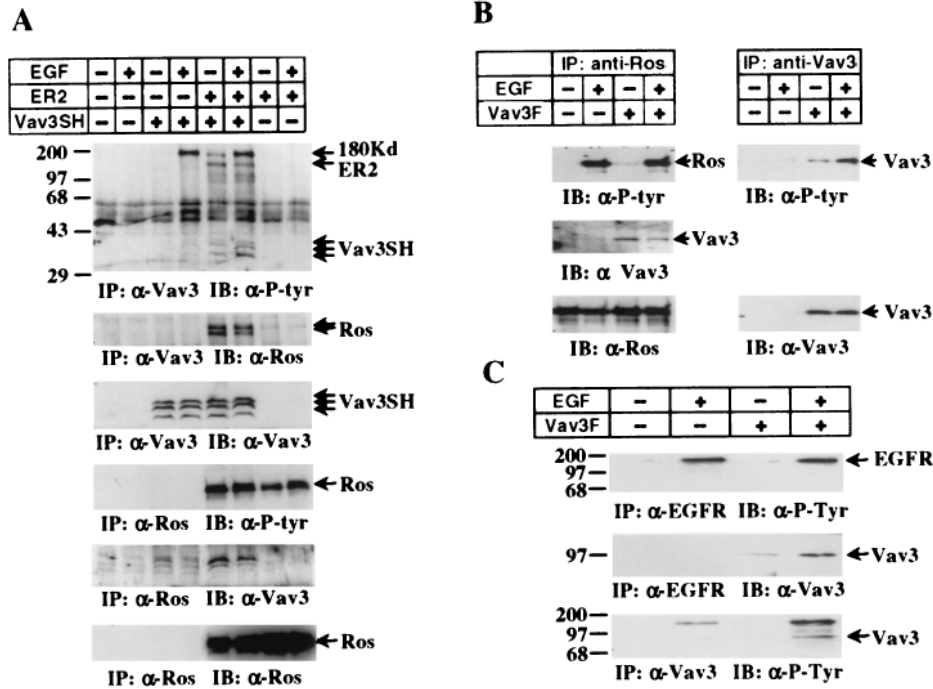 A
EGF − + − + − + − +
ER2 − − − − + + + +
Vav3SH − − + + + + − −
200
97
68
43
29
180Kd
ER2
Vav3SH
IP: α-Vav3 IB: α-P-tyr
Ros
IP: α-Vav3 IB: α-Ros
Vav3SH
IP: α-Vav3 IB: α-Vav3
Ros
IP: α-Ros IB: α-P-tyr
IP: α-Ros IB: α-Vav3
Ros
IP: α-Ros IB: α-Ros
B
IP: anti-Ros
EGF − + − +
Vav3F − − + +
Ros
IB: α-P-tyr
Vav3
IB: α Vav3
IB: α-Ros
IP: anti-Vav3
− + − +
− − + +
Vav3
IB: α-P-tyr
Vav3
IB: α-Vav3
C
EGF − + − +
Vav3F − − + +
200
97
68
EGFR
IP: α-EGFR IB: α-P-Tyr
97
Vav3
IP: α-EGFR IB: α-Vav3
200
97
68
Vav3
IP: α-Vav3 IB: α-P-Tyr